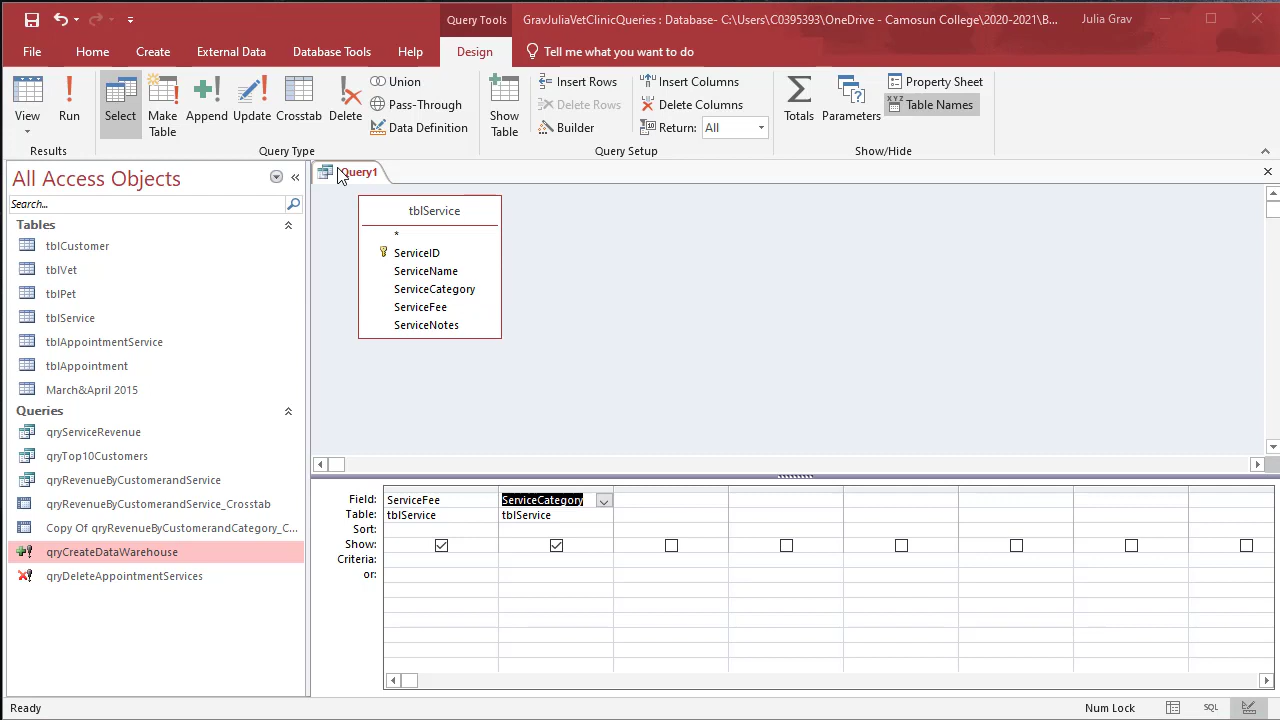 Query Tools
GravJuliaVetClinicQueries : Database- C:\Users\C0395393\OneDrive - Camosun College\2020-2021\B...
Julia Grav
File Home Create External Data Database Tools Help Design Tell me what you want to do
View
Run
Select
Make Table
Append
Update
Crosstab
Delete
Union
Pass-Through
Data Definition
Show Table
Insert Rows
Delete Rows
Builder
Insert Columns
Delete Columns
Return: All
Totals
Parameters
Property Sheet
XYZ Table Names
Results
Query Type
Query Setup
Show/Hide
All Access Objects
Search...
Tables
tblCustomer
tblVet
tblPet
tblService
tblAppointmentService
tblAppointment
March&April 2015
Queries
qryServiceRevenue
qryTop10Customers
qryRevenueByCustomerandService
qryRevenueByCustomerandService_Crosstab
Copy Of qryRevenueByCustomerandCategory_C...
qryCreateDataWarehouse
qryDeleteAppointmentServices
Query1
tblService
*
ServiceID
ServiceName
ServiceCategory
ServiceFee
ServiceNotes
Field: ServiceFee ServiceCategory
Table: tblService tblService
Sort:
Show:
Criteria:
or:
Ready
Num Lock
SQL